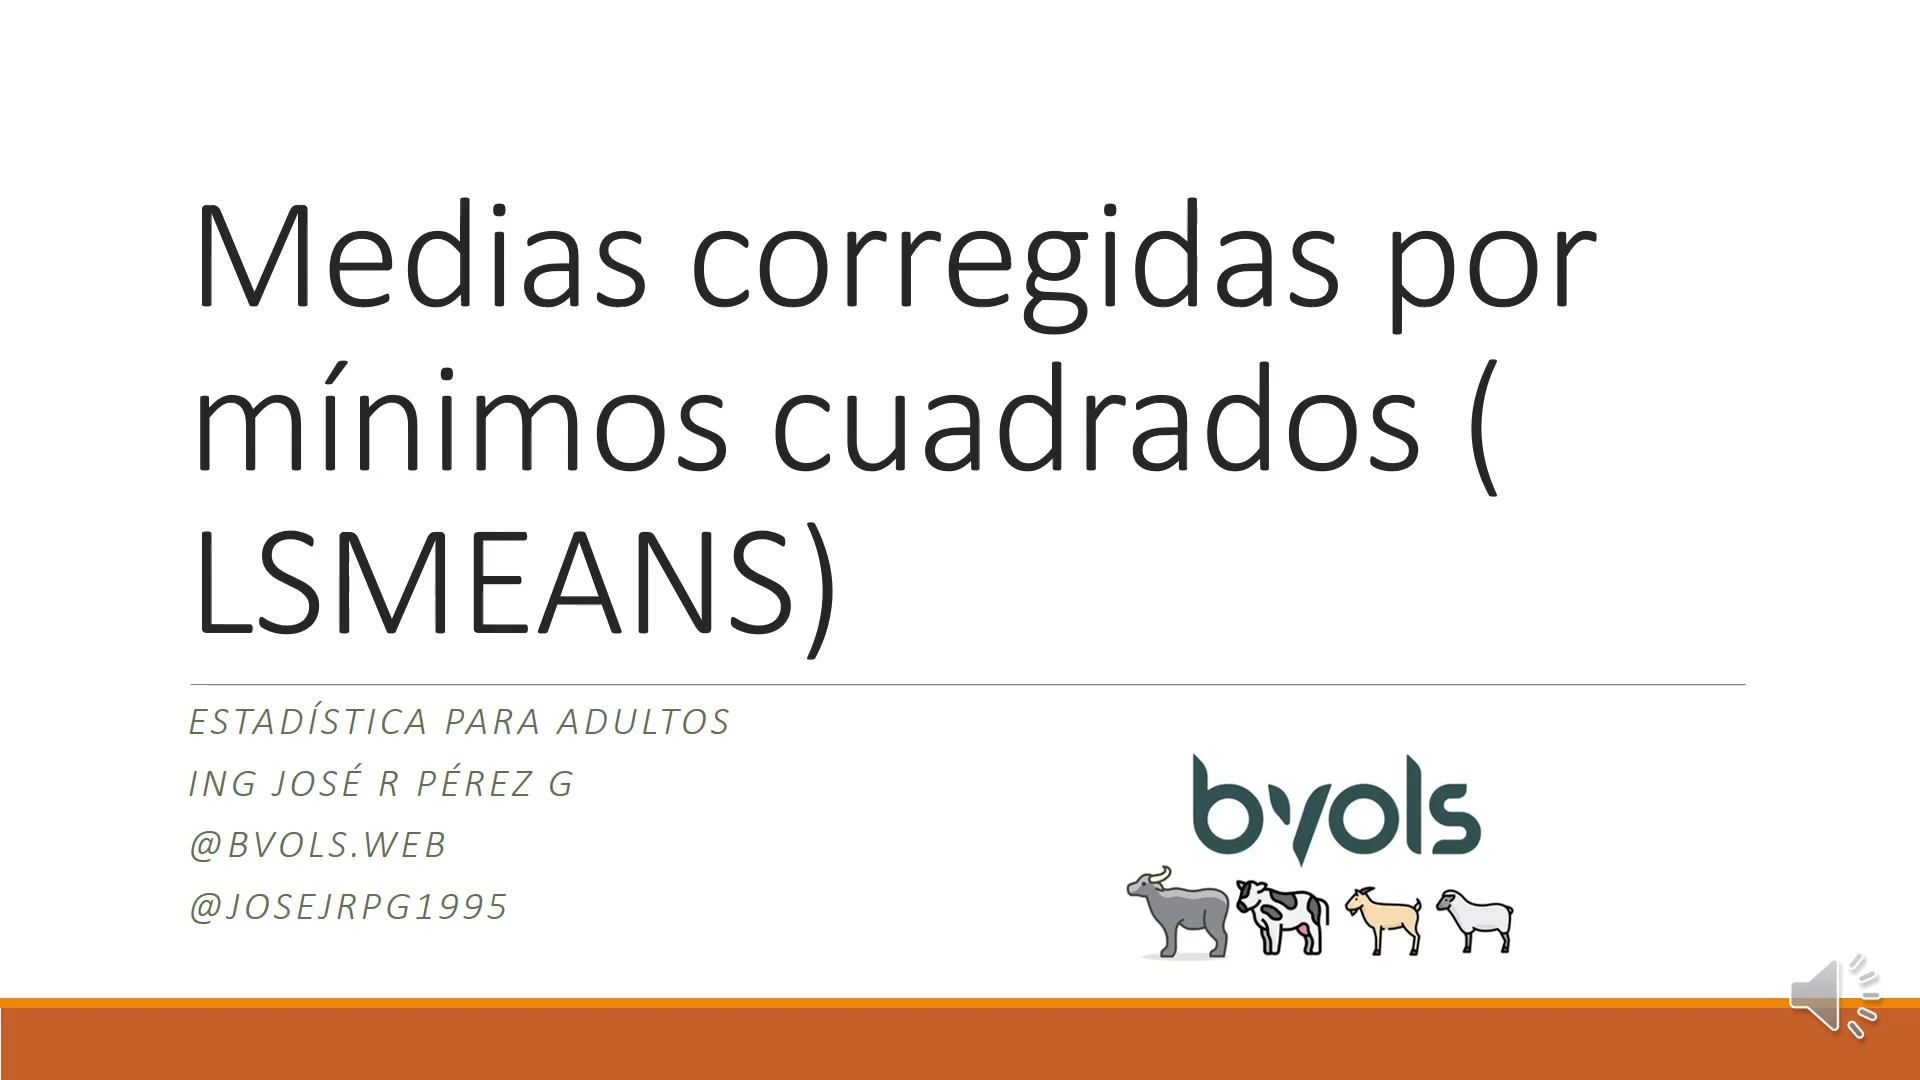 Medias corregidas por
mínimos cuadrados (
LSMEANS)
ESTADÍSTICA PARA ADULTOS
ING JOSÉ R PÉREZ G
@BVOLS.WEB
@JOSEJRPG1995
bvols